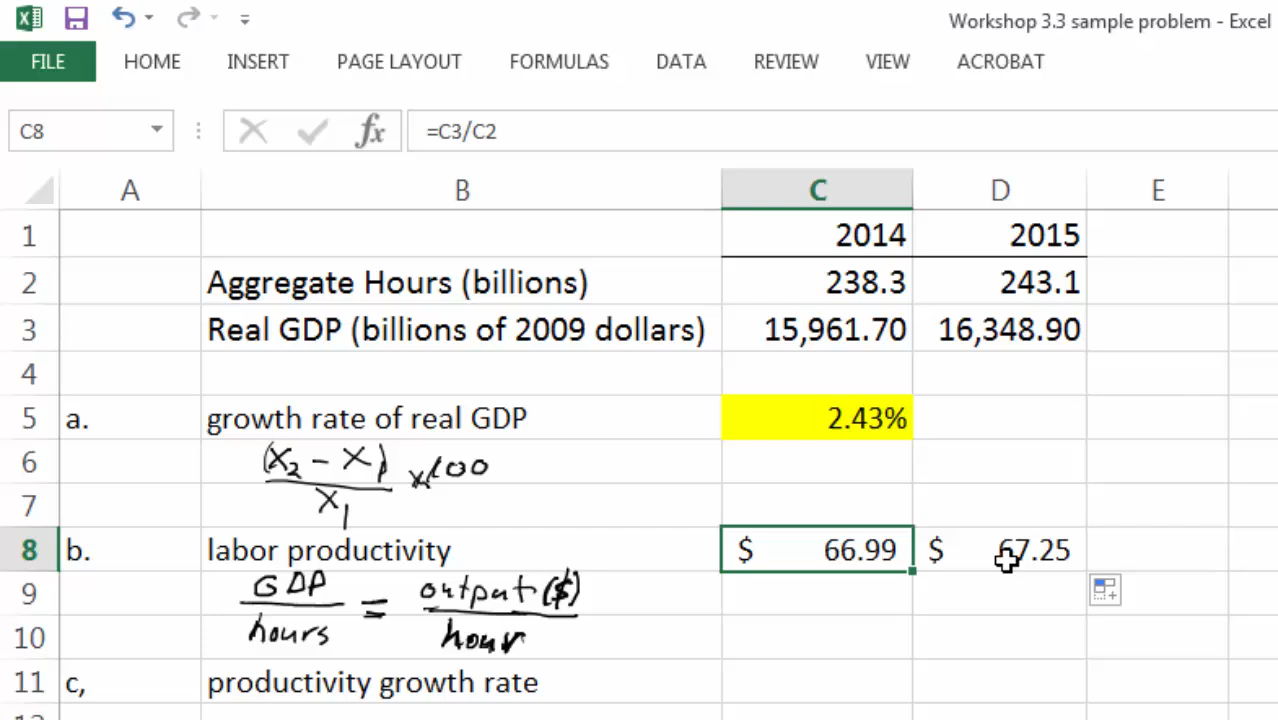 Workshop 3.3 sample problem - Excel
FILE HOME INSERT PAGE LAYOUT FORMULAS DATA REVIEW VIEW ACROBAT
C8 fx =C3/C2
A B C D E
1 2014 2015
2 Aggregate Hours (billions) 238.3 243.1
3 Real GDP (billions of 2009 dollars) 15,961.70 16,348.90
4
5 a. growth rate of real GDP 2.43%
6 (X2 - X1) x100
7 X1
8 b. labor productivity $ 66.99 $ 67.25
9 GDP = output ($)
10 hours hour
11 c, productivity growth rate